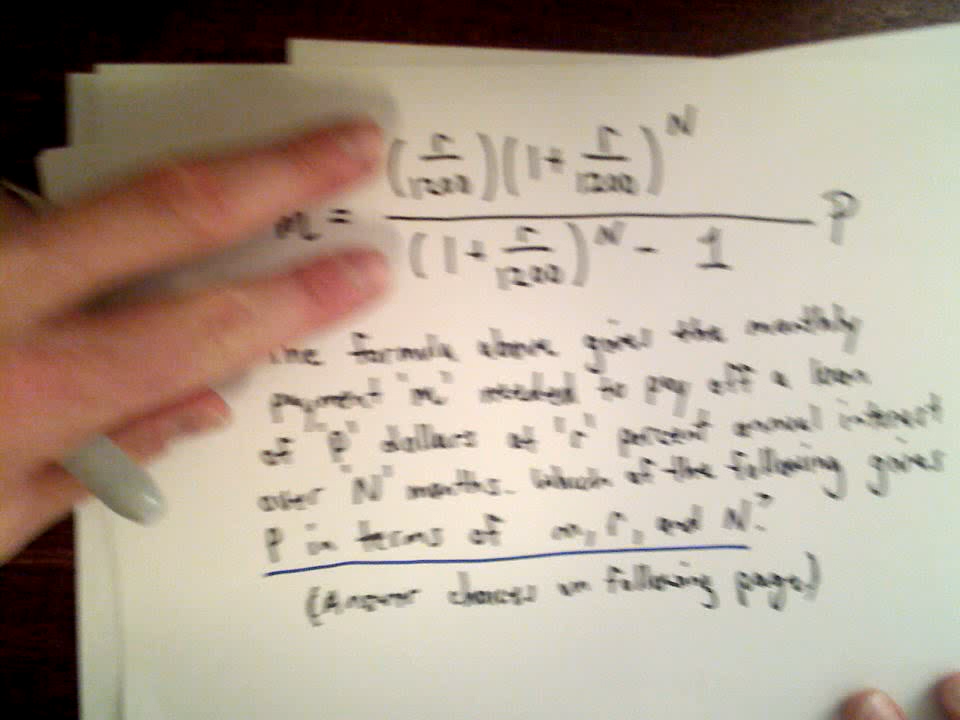 m = (r/1200)(1 + r/1200)^N / (1 + r/1200)^N - 1 P
The formula above gives the monthly
payment "m" needed to pay off a loan
of "P" dollars at "r" percent annual interest
over "N" months. Which of the following gives
P in terms of m, r, and N?
(Answer choices on following page)